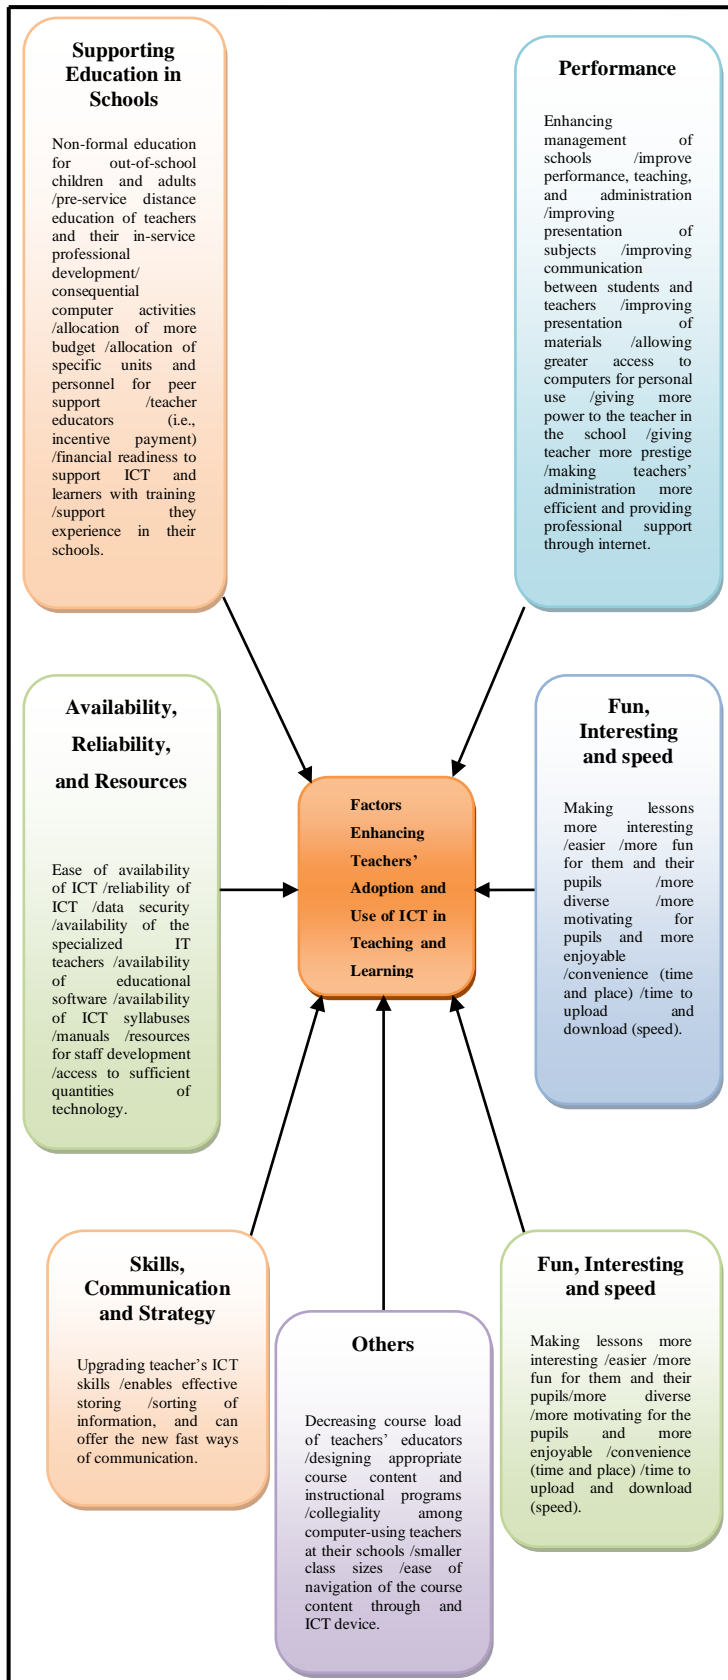 Supporting
Education in
Schools
Non-formal education
for out-of-school
children and adults
/pre-service distance
education of teachers
and their in-service
professional
development/
consequential
computer activities
/allocation of more
budget /allocation of
specific units and
personnel for peer
support /teacher
educators (i.e.,
incentive payment)
/financial readiness to
support ICT and
learners with training
/support they
experience in their
schools.
Performance
Enhancing
management of
schools /improve
performance, teaching,
and administration
/improving
presentation of
subjects /improving
communication
between students and
teachers /improving
presentation of
materials /allowing
greater access to
computers for personal
use /giving more
power to the teacher in
the school /giving
teacher more prestige
/making teachers'
administration more
efficient and providing
professional support
through internet.
Availability,
Reliability,
and Resources
Ease of availability
of ICT /reliability of
ICT /data security
/availability of the
specialized IT
teachers /availability
of educational
software /availability
of ICT syllabuses
/manuals /resources
for staff development
/access to sufficient
quantities of
technology.
Factors
Enhancing
Teachers'
Adoption and
Use of ICT in
Teaching and
Learning
Fun,
Interesting
and speed
Making lessons
more interesting
/easier /more fun
for them and their
pupils /more
diverse /more
motivating for
pupils and more
enjoyable
/convenience (time
and place) /time to
upload and
download (speed).
Skills,
Communication
and Strategy
Upgrading teacher's ICT
skills /enables effective
storing /sorting of
information, and can
offer the new fast ways
of communication.
Others
Decreasing course load
of teachers' educators
/designing appropriate
course content and
instructional programs
/collegiality among
computer-using teachers
at their schools /smaller
class sizes /ease of
navigation of the course
content through and
ICT device.
Fun, Interesting
and speed
Making lessons more
interesting /easier /more
fun for them and their
pupils/more diverse
/more motivating for the
pupils and more
enjoyable /convenience
(time and place) /time to
upload and download
(speed).